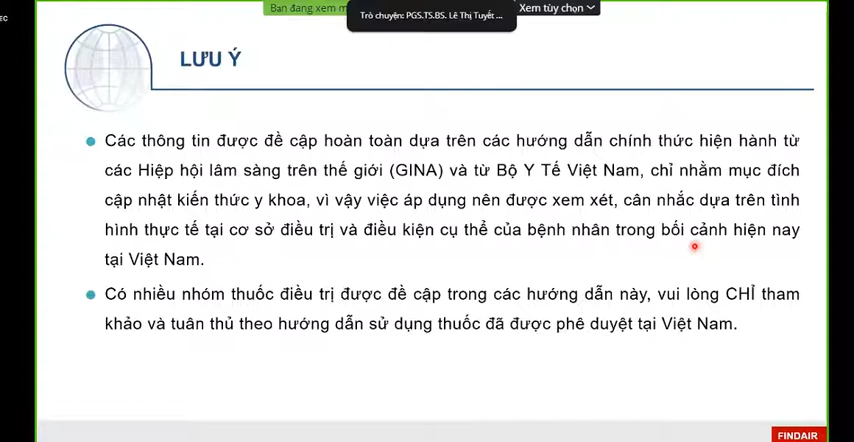 EC
Bạn đang xem m
Trò chuyện: PGS.TS.BS. Lê Thị Tuyết ...
Xem tùy chọn
LƯU Ý
Các thông tin được đề cập hoàn toàn dựa trên các hướng dẫn chính thức hiện hành từ
các Hiệp hội lâm sàng trên thế giới (GINA) và từ Bộ Y Tế Việt Nam, chỉ nhằm mục đích
cập nhật kiến thức y khoa, vì vậy việc áp dụng nên được xem xét, cân nhắc dựa trên tình
hình thực tế tại cơ sở điều trị và điều kiện cụ thể của bệnh nhân trong bối cảnh hiện nay
tại Việt Nam.
Có nhiều nhóm thuốc điều trị được đề cập trong các hướng dẫn này, vui lòng CHỈ tham
khảo và tuân thủ theo hướng dẫn sử dụng thuốc đã được phê duyệt tại Việt Nam.
FINDAIR